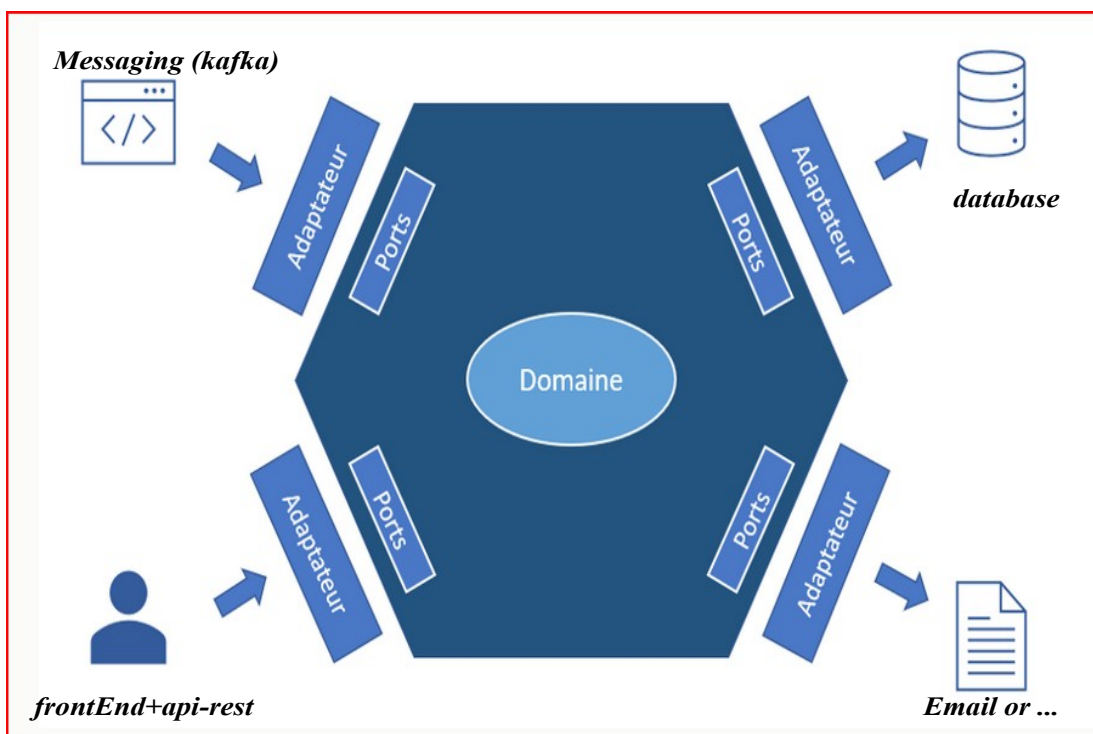 Messaging (kafka)
</>
Adaptateur
Ports
Adaptateur
Ports
database
Domaine
Adaptateur
Ports
Adaptateur
Ports
frontEnd+api-rest
Email or ...